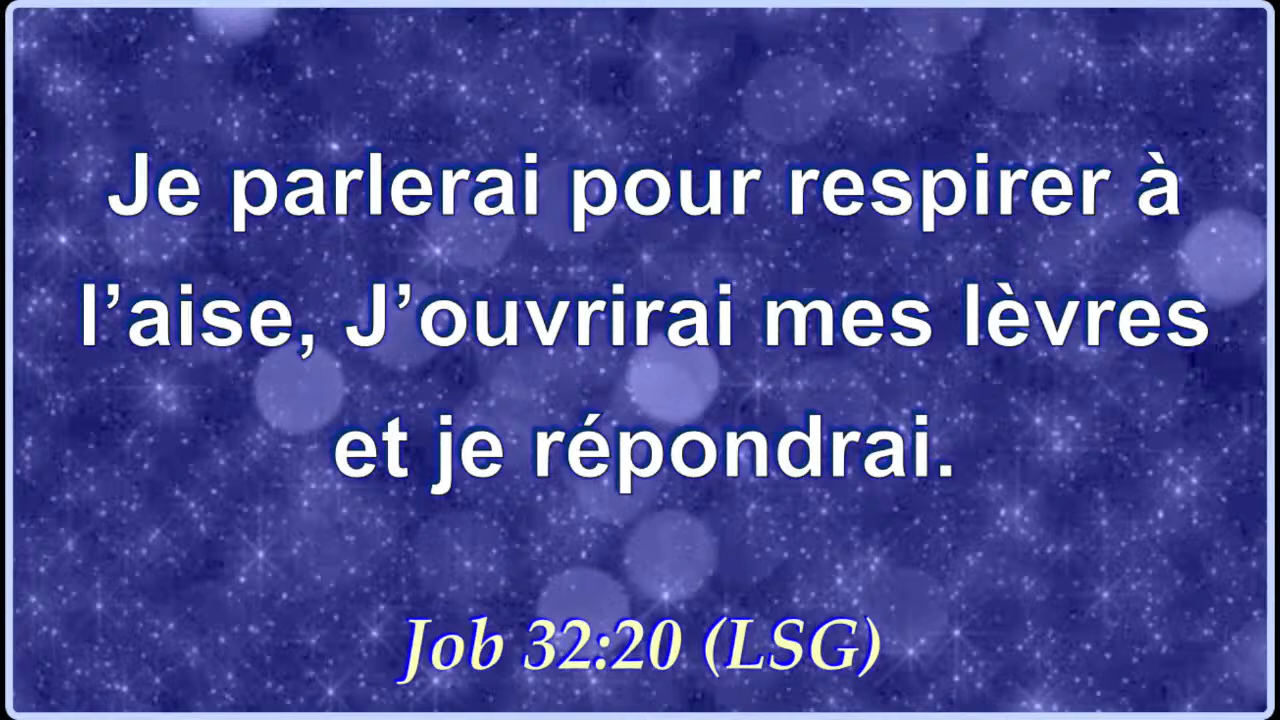 Je parlerai pour respirer à
l’aise, J’ouvrirai mes lèvres
et je répondrai.
Job 32:20 (LSG)